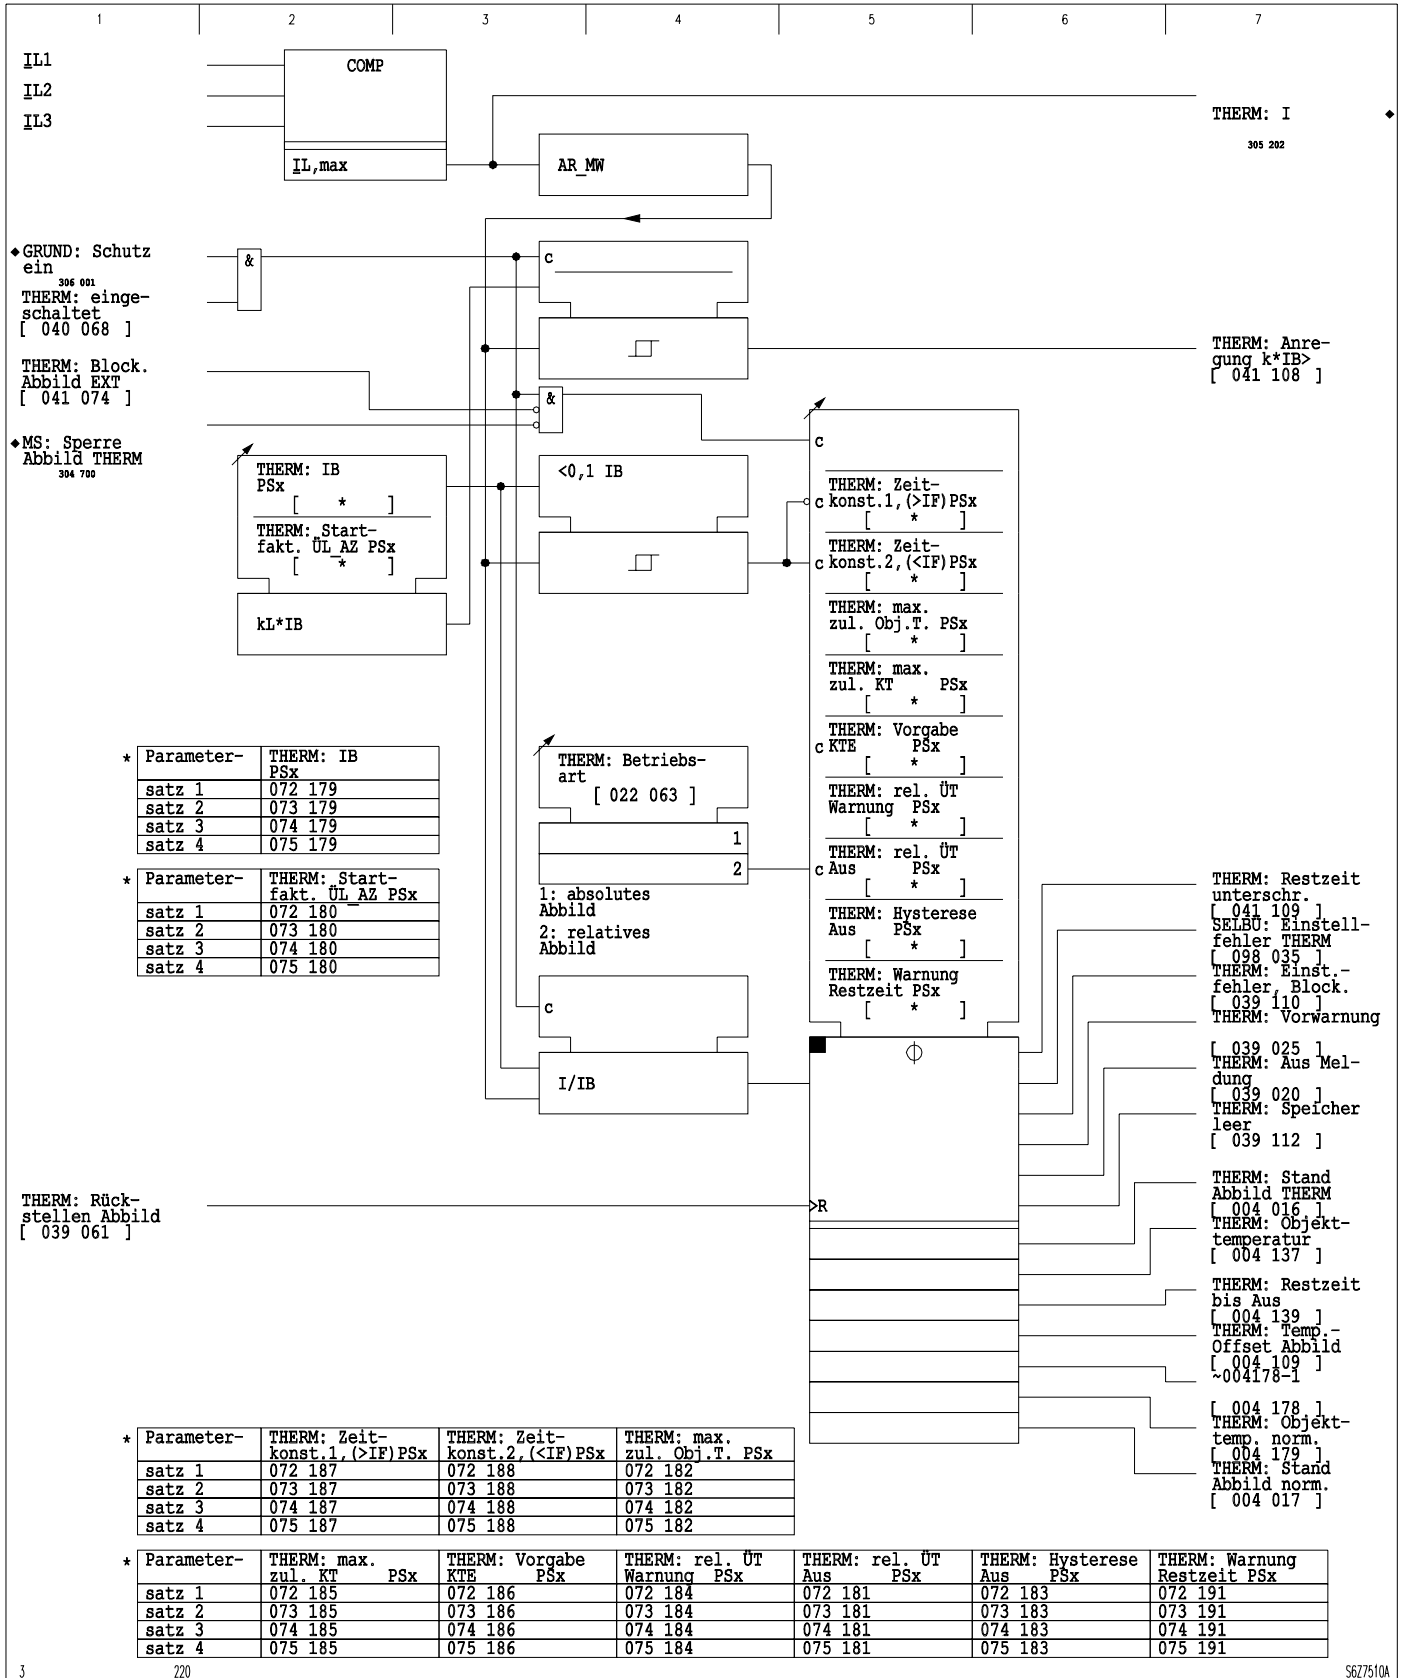 1 2 3 4 5 6 7
IL1
IL2
IL3
COMP
IL,max
AR_MW
THERM: I ◆
305 202
◆GRUND: Schutz
ein
306 001
THERM: einge-
schaltet
[ 040 068 ]
&
C
THERM: Block.
Abbild EXT
[ 041 074 ]
THERM: Anre-
gung k*IB>
[ 041 108 ]
&
◆MS: Sperre
Abbild THERM
304 700
THERM: IB
PSx
[ * ]
THERM: Start-
fakt. ÜL_AZ PSx
[ * ]
kL*IB
<0,1 IB
C
C
THERM: Zeit-
konst.1,(>IF)PSx
[ * ]
C
THERM: Zeit-
konst.2,(<IF)PSx
[ * ]
THERM: max.
zul. Obj.T. PSx
[ * ]
THERM: max.
zul. KT PSx
[ * ]
C
THERM: Vorgabe
KTE PSx
[ * ]
THERM: rel. ÜT
Warnung PSx
[ * ]
C
THERM: rel. ÜT
Aus PSx
[ * ]
THERM: Hysterese
Aus PSx
[ * ]
THERM: Warnung
Restzeit PSx
[ * ]
* Parameter- THERM: IB
PSx
satz 1 072 179
satz 2 073 179
satz 3 074 179
satz 4 075 179
* Parameter- THERM: Start-
fakt. ÜL_AZ PSx
satz 1 072 180
satz 2 073 180
satz 3 074 180
satz 4 075 180
THERM: Betriebs-
art
[ 022 063 ]
1
2
1: absolutes
Abbild
2: relatives
Abbild
C
I/IB
THERM: Restzeit
unterschr.
[ 041 109 ]
SELBÜ: Einstell-
fehler THERM
[ 098 035 ]
THERM: Einst.-
fehler, Block.
[ 039 110 ]
THERM: Vorwarnung
[ 039 025 ]
THERM: Aus Mel-
dung
[ 039 020 ]
THERM: Speicher
leer
[ 039 112 ]
THERM: Rück-
stellen Abbild
[ 039 061 ]
>R
THERM: Stand
Abbild THERM
[ 004 016 ]
THERM: Objekt-
temperatur
[ 004 137 ]
THERM: Restzeit
bis Aus
[ 004 139 ]
THERM: Temp.-
Offset Abbild
[ 004 109 ]
~004178-1
[ 004 178 ]
THERM: Objekt-
temp. norm.
[ 004 179 ]
THERM: Stand
Abbild norm.
[ 004 017 ]
* Parameter- THERM: Zeit- THERM: Zeit- THERM: max.
konst.1,(>IF)PSx konst.2,(<IF)PSx zul. Obj.T. PSx
satz 1 072 187 072 188 072 182
satz 2 073 187 073 188 073 182
satz 3 074 187 074 188 074 182
satz 4 075 187 075 188 075 182
* Parameter- THERM: max. THERM: Vorgabe THERM: rel. ÜT THERM: rel. ÜT THERM: Hysterese THERM: Warnung
zul. KT PSx KTE PSx Warnung PSx Aus PSx Aus PSx Restzeit PSx
satz 1 072 185 072 186 072 184 072 181 072 183 072 191
satz 2 073 185 073 186 073 184 073 181 073 183 073 191
satz 3 074 185 074 186 074 184 074 181 074 183 074 191
satz 4 075 185 075 186 075 184 075 181 075 183 075 191
3 220 S6Z7510A